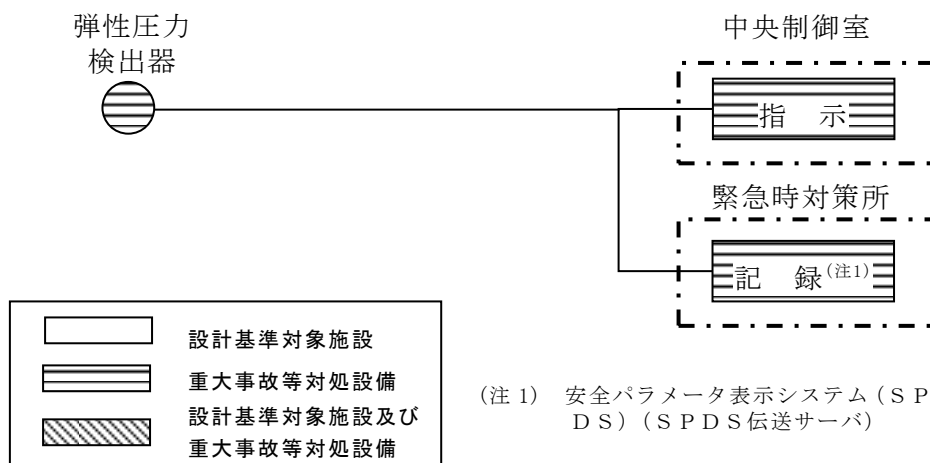 弾性圧力
検出器
中央制御室
指　示
緊急時対策所
記　録(注1)
設計基準対象施設
重大事故等対処設備
設計基準対象施設及び
重大事故等対処設備
(注 1)　安全パラメータ表示システム(ＳＰ
ＤＳ)(ＳＰＤＳ伝送サーバ)